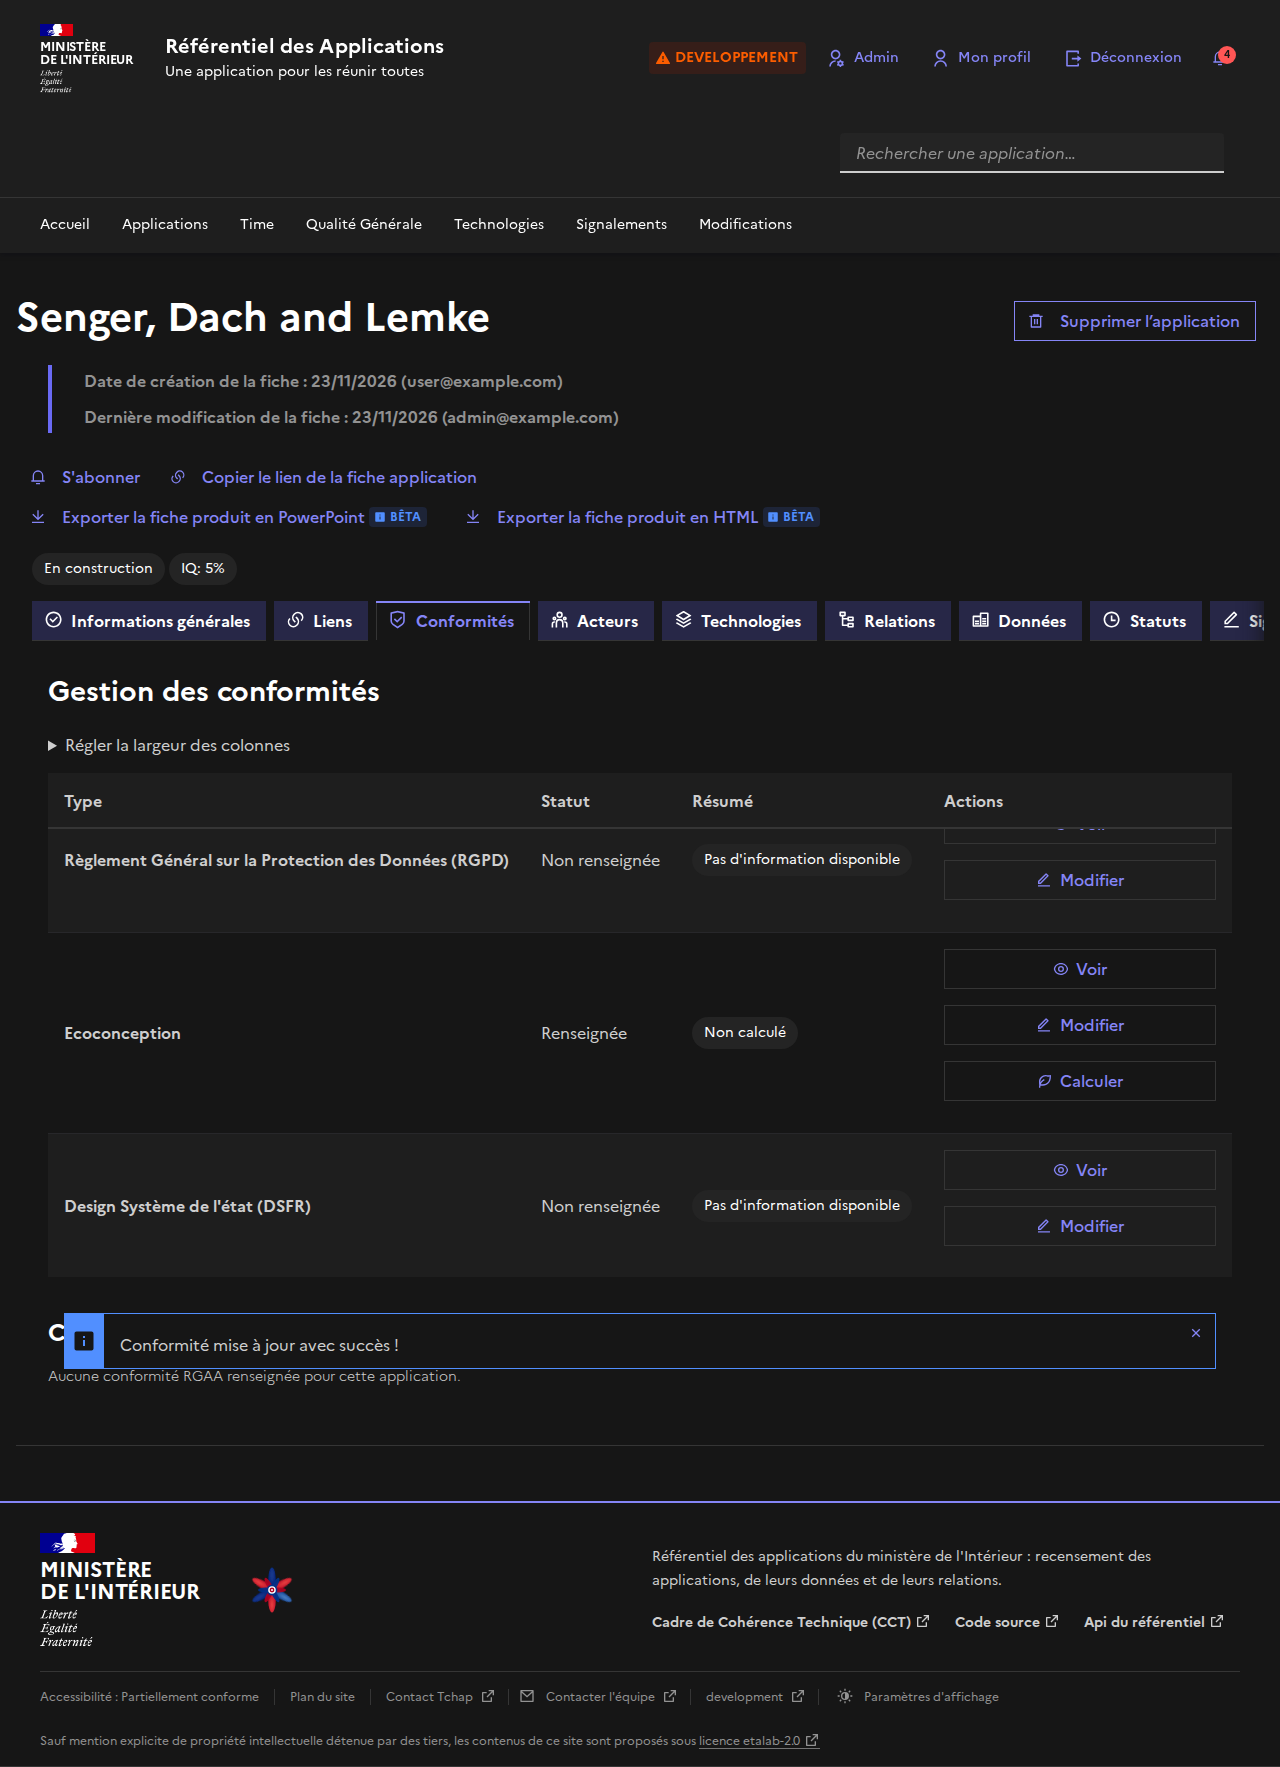 MINISTÈRE
DE L'INTÉRIEUR
Liberté
Égalité
Fraternité
Référentiel des Applications
Une application pour les réunir toutes
DEVELOPPEMENT
Admin
Mon profil
Déconnexion
4
Rechercher une application…
Accueil
Applications
Time
Qualité Générale
Technologies
Signalements
Modifications
Senger, Dach and Lemke
Supprimer l’application
Date de création de la fiche : 23/11/2026 (user@example.com)
Dernière modification de la fiche : 23/11/2026 (admin@example.com)
S'abonner
Copier le lien de la fiche application
Exporter la fiche produit en PowerPoint BÊTA
Exporter la fiche produit en HTML BÊTA
En construction
IQ: 5%
Informations générales
Liens
Conformités
Acteurs
Technologies
Relations
Données
Statuts
Gestion des conformités
Régler la largeur des colonnes
Type
Statut
Résumé
Actions
Règlement Général sur la Protection des Données (RGPD)
Non renseignée
Pas d'information disponible
Modifier
Ecoconception
Renseignée
Non calculé
Voir
Modifier
Calculer
Design Système de l'état (DSFR)
Non renseignée
Pas d'information disponible
Voir
Modifier
Conformité mise à jour avec succès !
Aucune conformité RGAA renseignée pour cette application.
MINISTÈRE
DE L'INTÉRIEUR
Liberté
Égalité
Fraternité
Référentiel des applications du ministère de l'Intérieur : recensement des
applications, de leurs données et de leurs relations.
Cadre de Cohérence Technique (CCT)
Code source
Api du référentiel
Accessibilité : Partiellement conforme
Plan du site
Contact Tchap
Contacter l'équipe
development
Paramètres d'affichage
Sauf mention explicite de propriété intellectuelle détenue par des tiers, les contenus de ce site sont proposés sous licence etalab-2.0